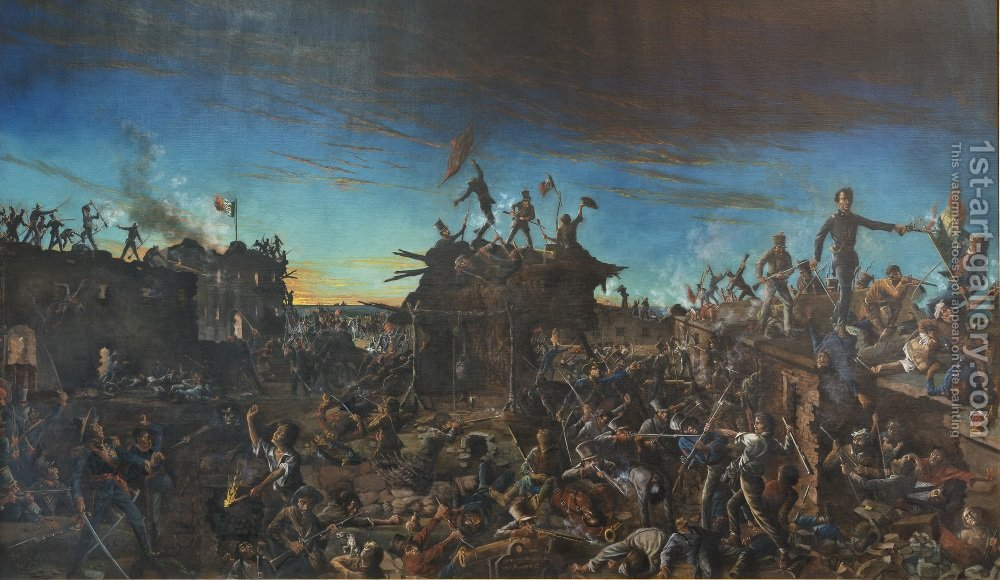 1st-art-gallery.com
This watermark does not appear on the painting